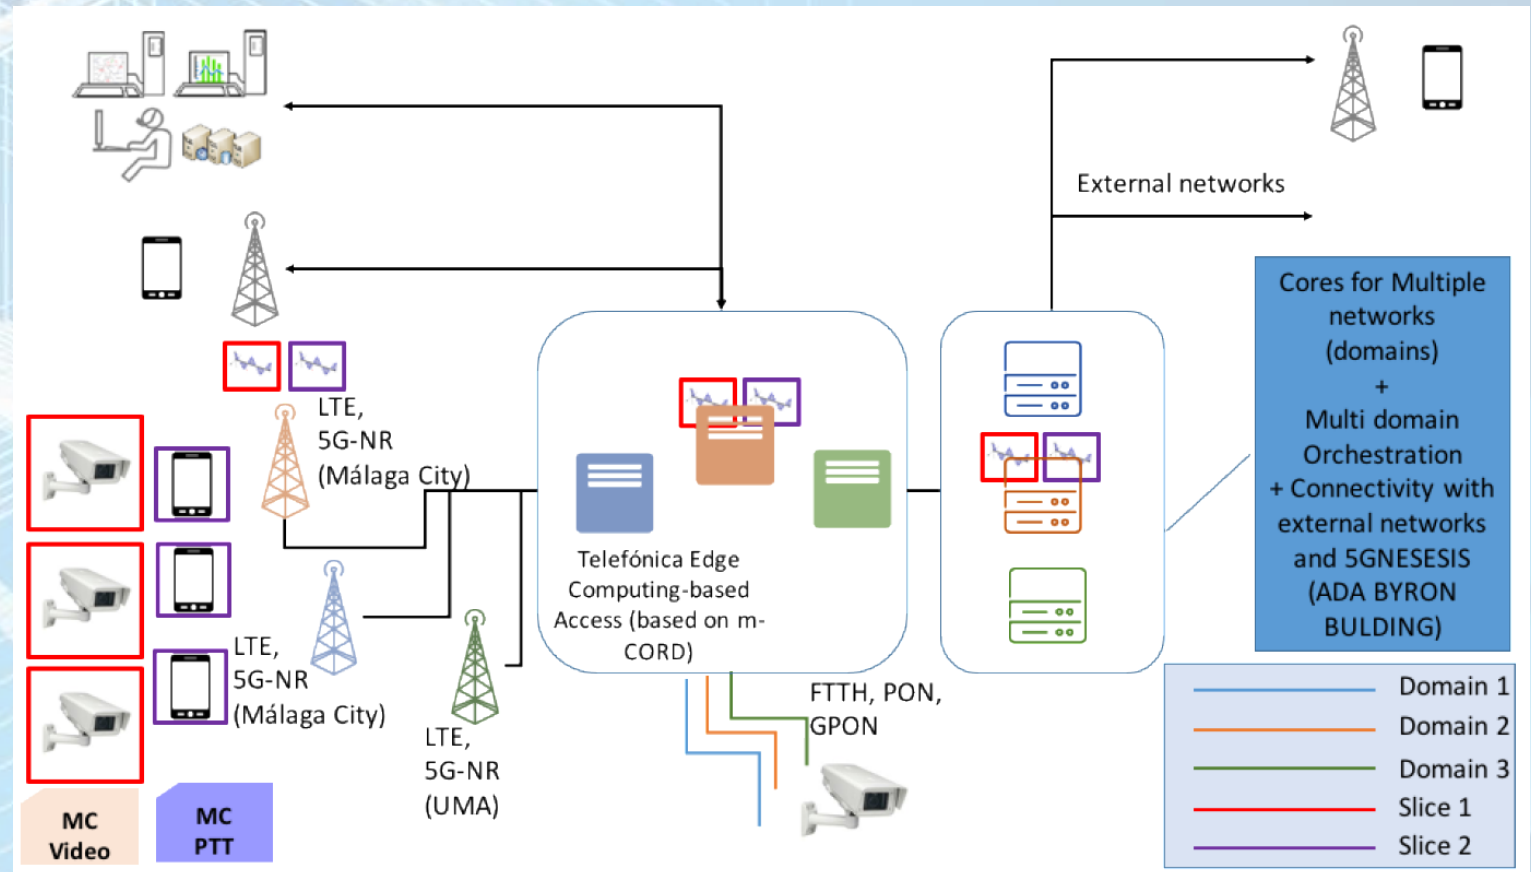 External networks
Cores for Multiple
networks
(domains)
+
Multi domain
Orchestration
+ Connectivity with
external networks
and 5GNESESIS
(ADA BYRON
BULDING)
LTE,
5G-NR
(Málaga City)
Telefónica Edge
Computing-based
Access (based on m-
CORD)
LTE,
5G-NR
(Málaga City)
LTE,
5G-NR
(UMA)
FTTH, PON,
GPON
MC
Video
MC
PTT
Domain 1
Domain 2
Domain 3
Slice 1
Slice 2